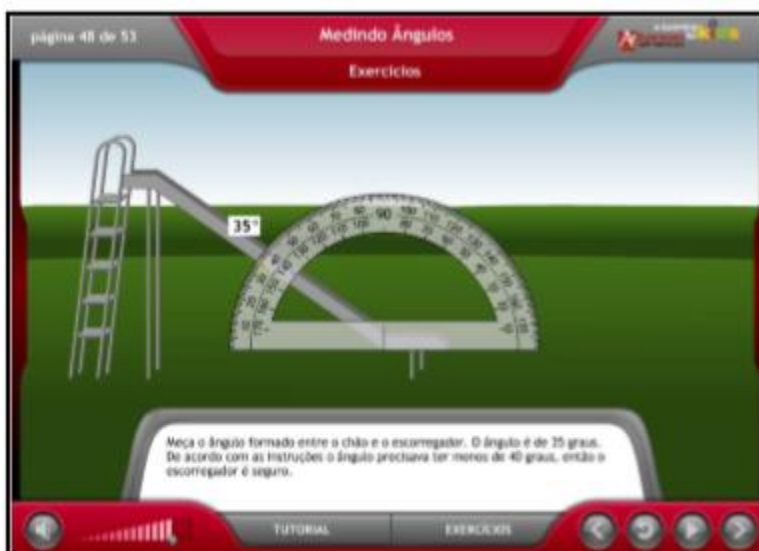 página 48 de 53
Medindo Ângulos
Exercícios
KIDS
35°
90
Meça o ângulo formado entre o chão e o escorregador. O ângulo é de 35 graus.
De acordo com as instruções o ângulo precisava ter menos de 40 graus, então o
escorregador é seguro.
TUTORIAL
EXERCÍCIOS